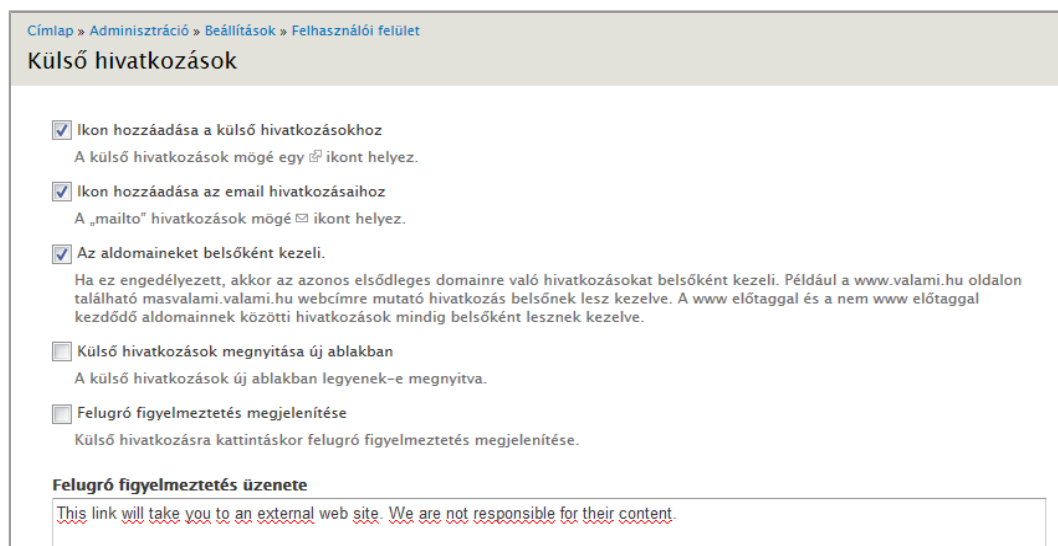 Címlap » Adminisztráció » Beállítások » Felhasználói felület
Külső hivatkozások
Ikon hozzáadása a külső hivatkozásokhoz
A külső hivatkozások mögé egy ikont helyez.
Ikon hozzáadása az email hivatkozásaihoz
A „mailto” hivatkozások mögé ikont helyez.
Az aldomaineket belsőként kezeli.
Ha ez engedélyezett, akkor az azonos elsődleges domainre való hivatkozásokat belsőként kezeli. Például a www.valami.hu oldalon
található masvalami.valami.hu webcímre mutató hivatkozás belsőnek lesz kezelve. A www előtaggal és a nem www előtaggal
kezdődő aldomainnek közötti hivatkozások mindig belsőként lesznek kezelve.
Külső hivatkozások megnyitása új ablakban
A külső hivatkozások új ablakban legyenek-e megnyitva.
Felugró figyelmeztetés megjelenítése
Külső hivatkozásra kattintáskor felugró figyelmeztetés megjelenítése.
Felugró figyelmeztetés üzenete
This link will take you to an external web site. We are not responsible for their content.